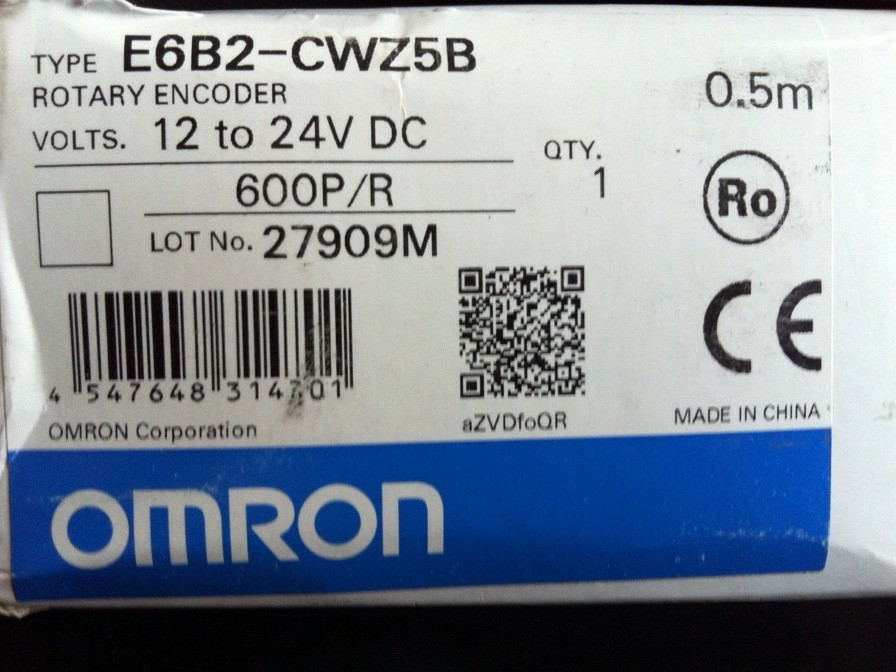 TYPE E6B2-CWZ5B
ROTARY ENCODER
0.5m
VOLTS. 12 to 24V DC
QTY.
1
600P/R
Ro
LOT No. 27909M
CE
4 547648 314701
OMRON Corporation
aZVDfoQR
MADE IN CHINA
OMRON